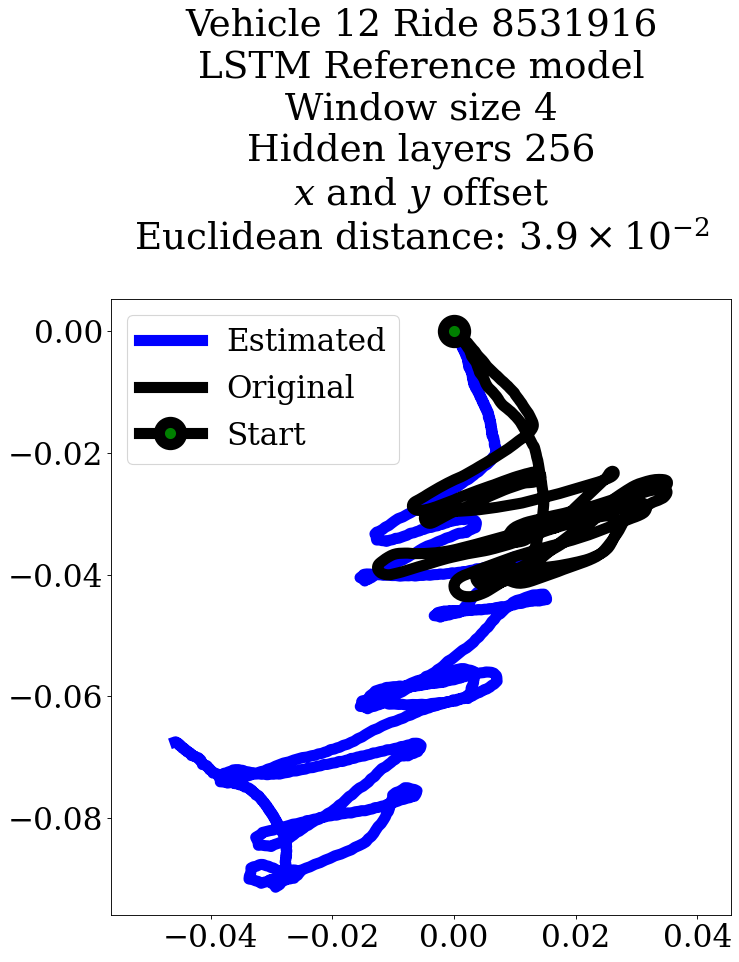 Vehicle 12 Ride 8531916
LSTM Reference model
Window size 4
Hidden layers 256
x and y offset
Euclidean distance: 3.9 × 10⁻²
Estimated
Original
Start
0.00
−0.02
−0.04
−0.06
−0.08
−0.04 −0.02 0.00 0.02 0.04